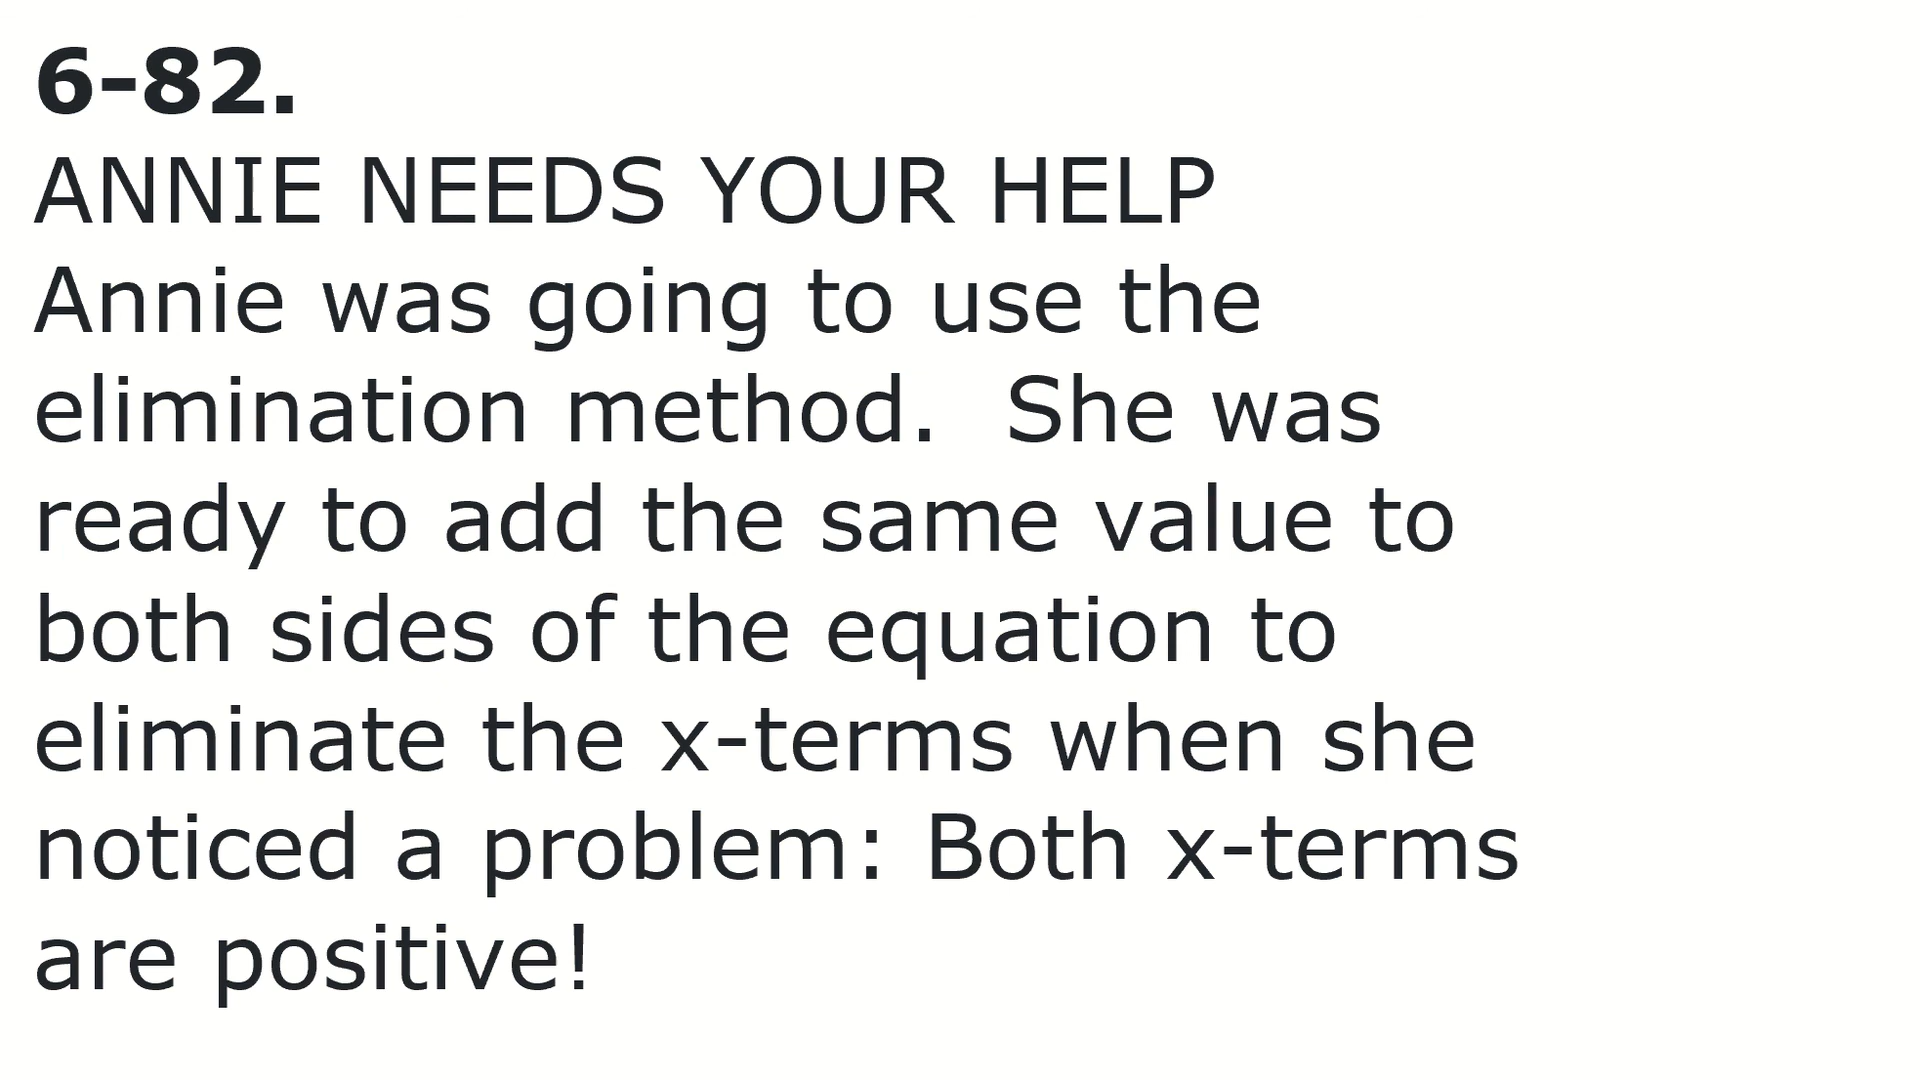 6-82.
ANNIE NEEDS YOUR HELP
Annie was going to use the
elimination method.  She was
ready to add the same value to
both sides of the equation to
eliminate the x-terms when she
noticed a problem: Both x-terms
are positive!